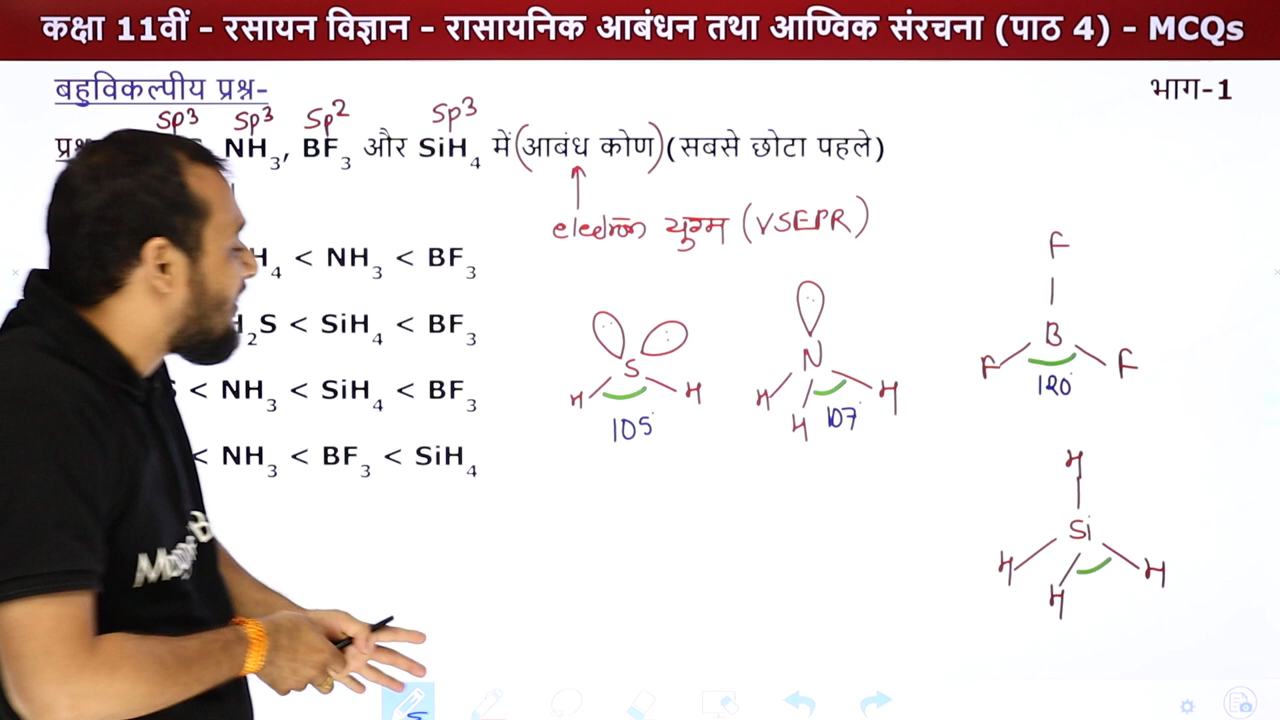 कक्षा 11वीं - रसायन विज्ञान - रासायनिक आबंधन तथा आण्विक संरचना (पाठ 4) - MCQs
बहुविकल्पीय प्रश्न-
भाग-1
sp3 sp3 sp2 sp3
NH3, BF3 और SiH4 में (आबंध कोण) (सबसे छोटा पहले)
electron युग्म (VSEPR)
H4 < NH3 < BF3
H2S < SiH4 < BF3
S < NH3 < SiH4 < BF3
< NH3 < BF3 < SiH4
S
H H
105°
N
H H H
107°
F
B
F F
120°
H
Si
H H H